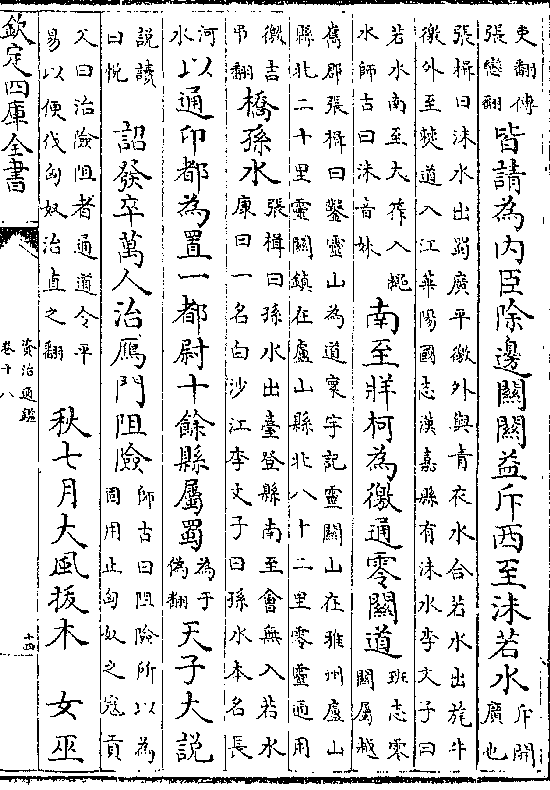 史翻傳
張戀翻
皆請為内臣除邊關關益斥西至沬若水
斥開
廣也
張楫曰沬水出蜀廣平徼外與青衣水合若水出旄牛
徼外至僰道入江華陽國志漢嘉縣有沬水李文子曰
若水南至大筰入繩
水師古曰沬音妹
南至牂柯為徼通零關道
班志零
關屬越
嶲郡張楫曰鑿靈山為道寰宇記靈關山在雅州廬山
縣北二十里靈關鎮在廬山縣北八十二里零靈通用
徼吉
弔翻
橋孫水
張楫曰孫水出臺登縣南至會無入若水
康曰一名白沙江李文子曰孫水本名長
河
水
以通卭都為置一都尉十餘縣屬蜀
為于
偽翻
天子大説
説讀
曰悅
詔發卒萬人治鴈門阻險
師古曰阻險所以為
固用止匈奴之寇貢
父曰治險阻者通道令平
易以便伐匈奴治直之翻
秋七月大風拔木 女巫
欽定四庫全書
資治通鑑
卷十八
十四